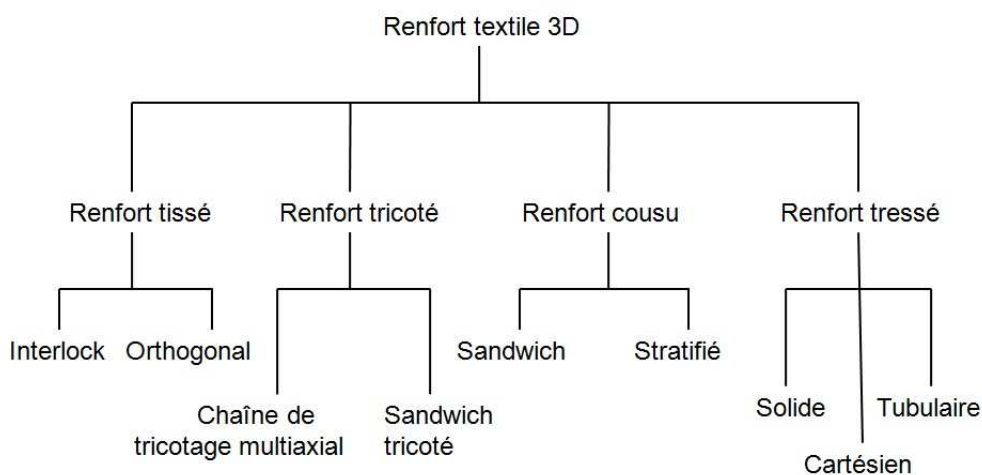 Renfort textile 3D
Renfort tissé
Renfort tricoté
Renfort cousu
Renfort tressé
Interlock
Orthogonal
Chaîne de
tricotage multiaxial
Sandwich
tricoté
Sandwich
Stratifié
Solide
Cartésien
Tubulaire